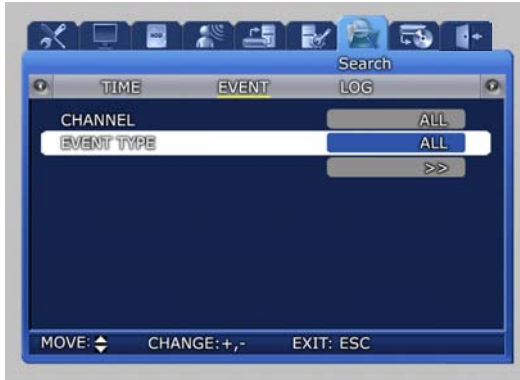 Search
TIME EVENT LOG
CHANNEL ALL
EVENT TYPE ALL
>>
MOVE: CHANGE:+,- EXIT: ESC